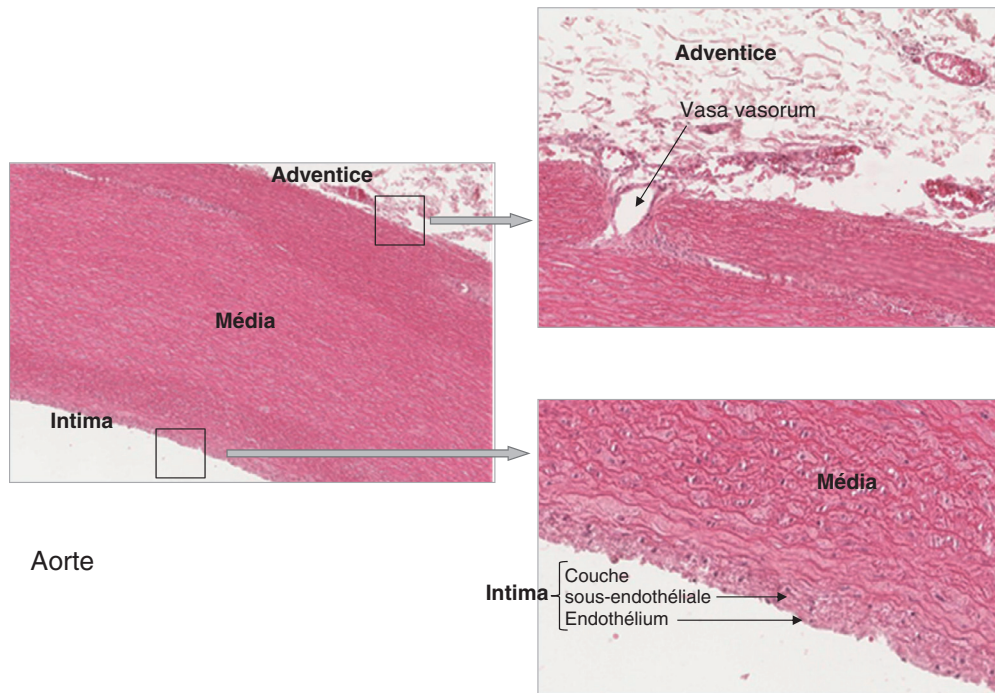 Adventice
Média
Intima
Aorte
Adventice
Vasa vasorum
Média
Intima
Couche
sous-endothéliale
Endothélium